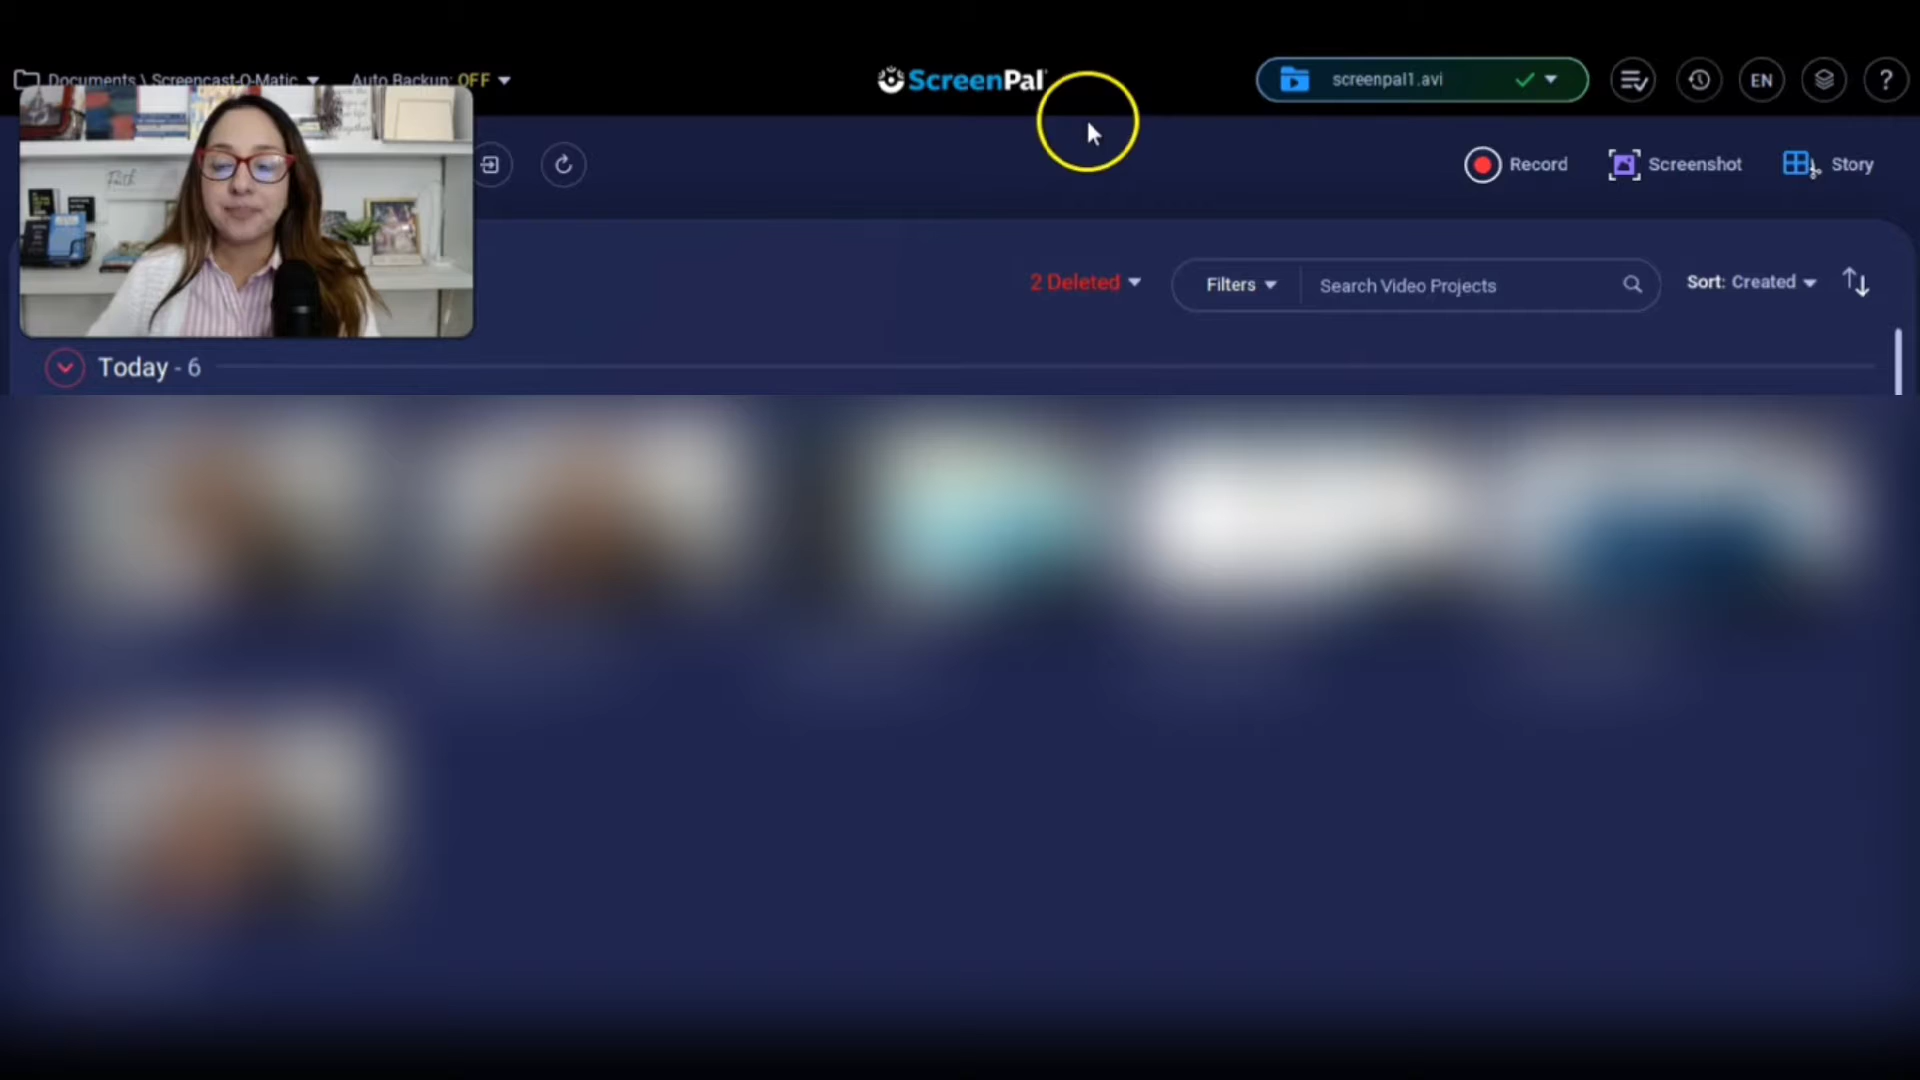 Documents \ Screencast-O-Matic Auto Backup: OFF
ScreenPal
screenpal1.avi
EN
?
Record
Screenshot
Story
Faith
2 Deleted
Filters
Search Video Projects
Sort: Created
Today - 6